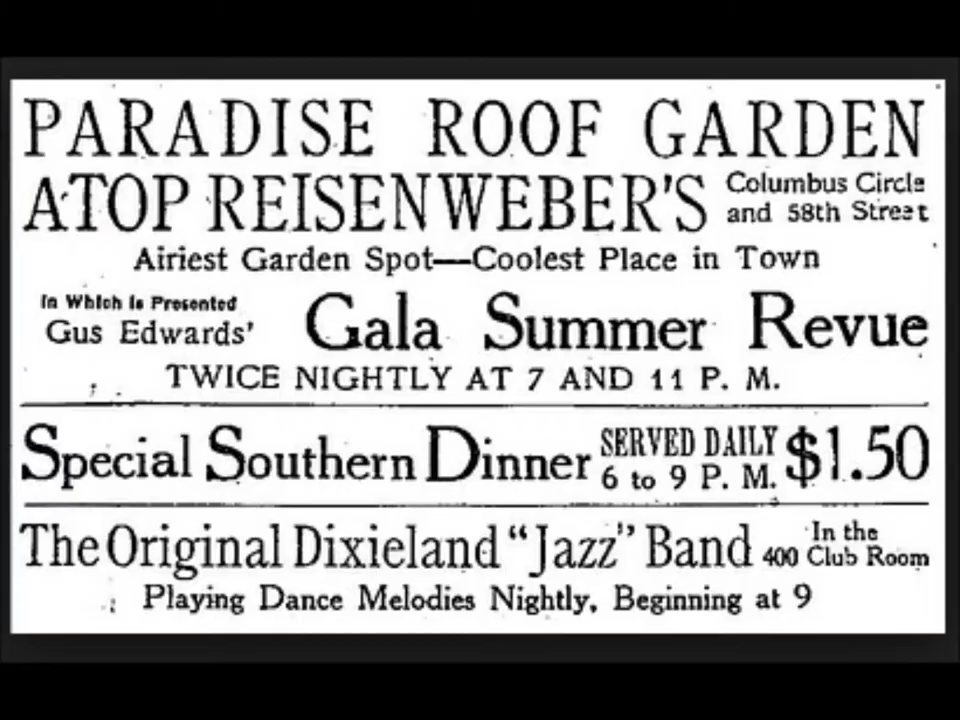 PARADISE ROOF GARDEN
ATOP REISENWEBER'S Columbus Circle
and 58th Street
Airiest Garden Spot—Coolest Place in Town
In Which is Presented
Gus Edwards' Gala Summer Revue
TWICE NIGHTLY AT 7 AND 11 P. M.
Special Southern Dinner SERVED DAILY
6 to 9 P. M. $1.50
The Original Dixieland "Jazz" Band In the
400 Club Room
Playing Dance Melodies Nightly, Beginning at 9